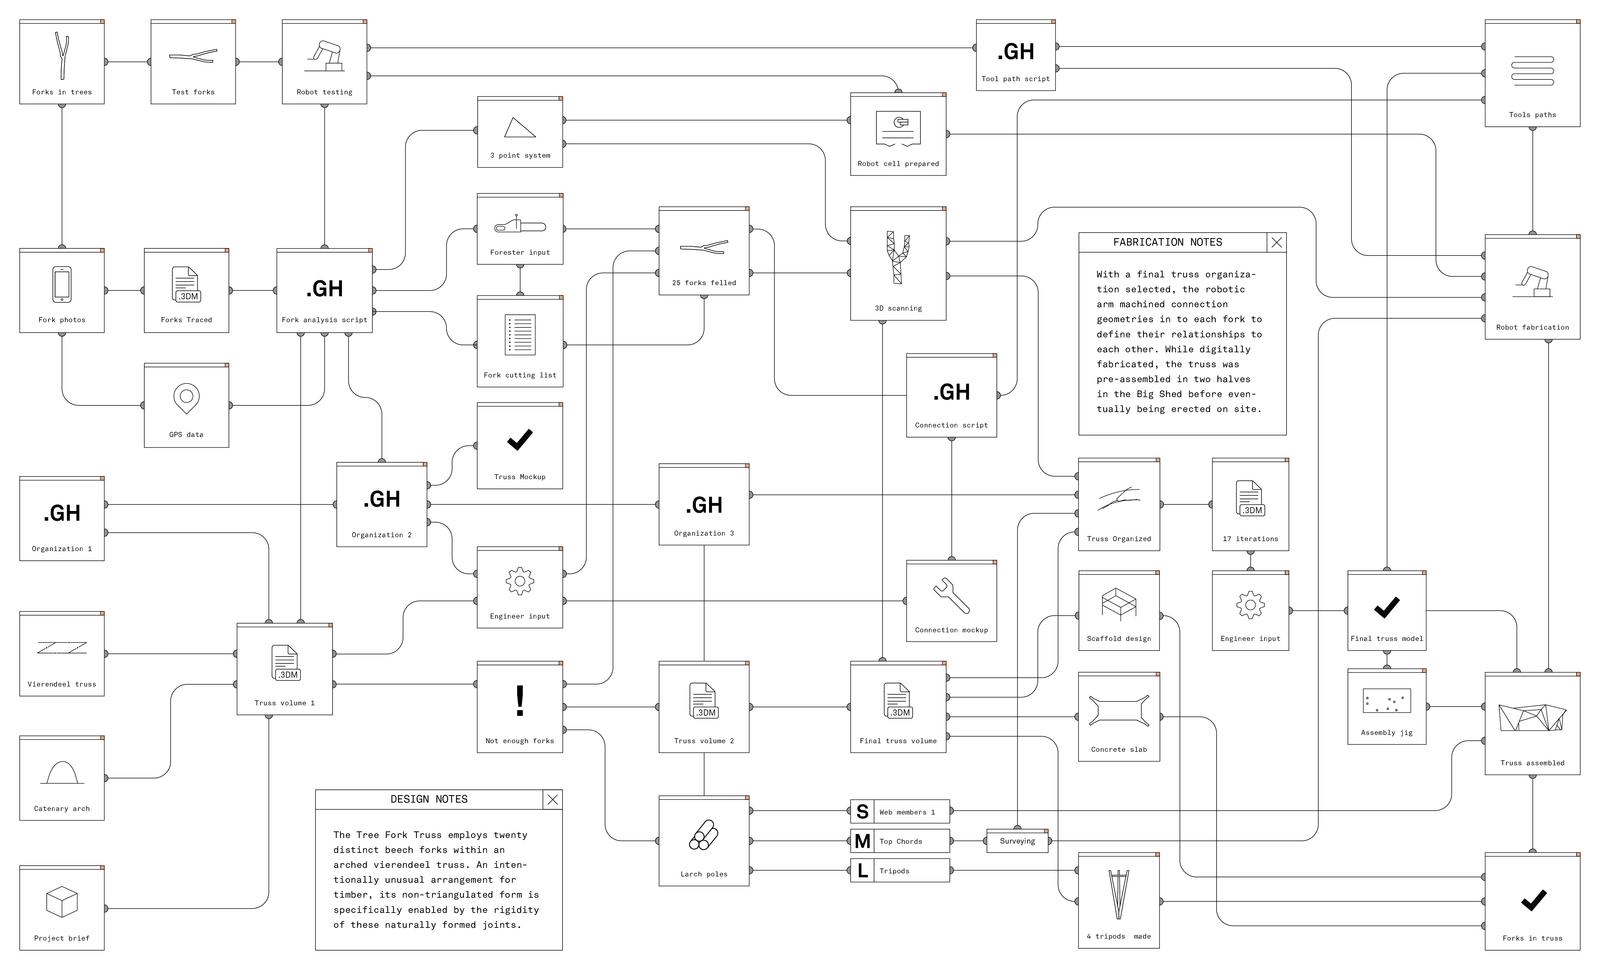 Forks in trees
Test forks
Robot testing
.GH
Tool path script
Tools paths
3 point system
Robot cell prepared
Fork photos
.3DM
Forks Traced
.GH
Fork analysis script
Forester input
25 forks felled
3D scanning
Robot fabrication
FABRICATION NOTES
With a final truss organiza-
tion selected, the robotic
arm machined connection
geometries in to each fork to
define their relationships to
each other. While digitally
fabricated, the truss was
pre-assembled in two halves
in the Big Shed before even-
tually being erected on site.
Fork cutting list
GPS data
.GH
Connection script
Truss Mockup
.GH
Organization 1
.GH
Organization 2
.GH
Organization 3
Truss Organized
.3DM
17 iterations
Engineer input
Connection mockup
Scaffold design
Engineer input
Final truss model
Vierendeel truss
.3DM
Truss volume 1
!
Not enough forks
.3DM
Truss volume 2
.3DM
Final truss volume
Concrete slab
Assembly jig
Truss assembled
Catenary arch
DESIGN NOTES
The Tree Fork Truss employs twenty
distinct beech forks within an
arched vierendeel truss. An inten-
tionally unusual arrangement for
timber, its non-triangulated form is
specifically enabled by the rigidity
of these naturally formed joints.
Larch poles
S Web members 1
M Top Chords
L Tripods
Surveying
4 tripods made
Forks in truss
Project brief